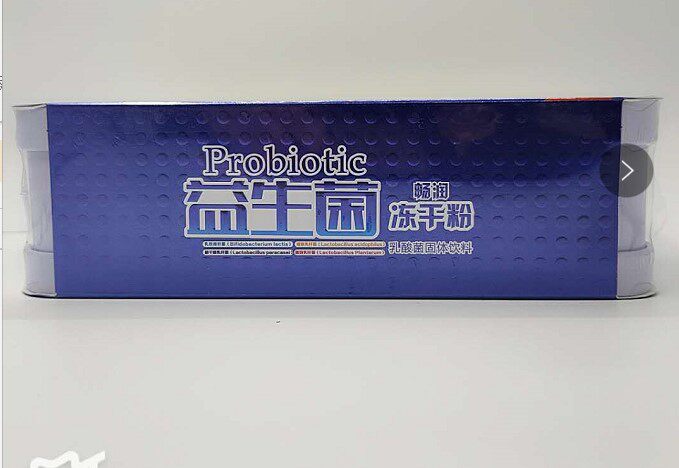 Probiotic
益生菌
畅润
冻干粉
乳双歧杆菌（Bifidobacterium lactis） 嗜酸乳杆菌（Lactobacillus acidophilus）
副干酪乳杆菌（Lactobacillus paracasei） 植物乳杆菌（Lactobacillus Plantarum）
乳酸菌固体饮料